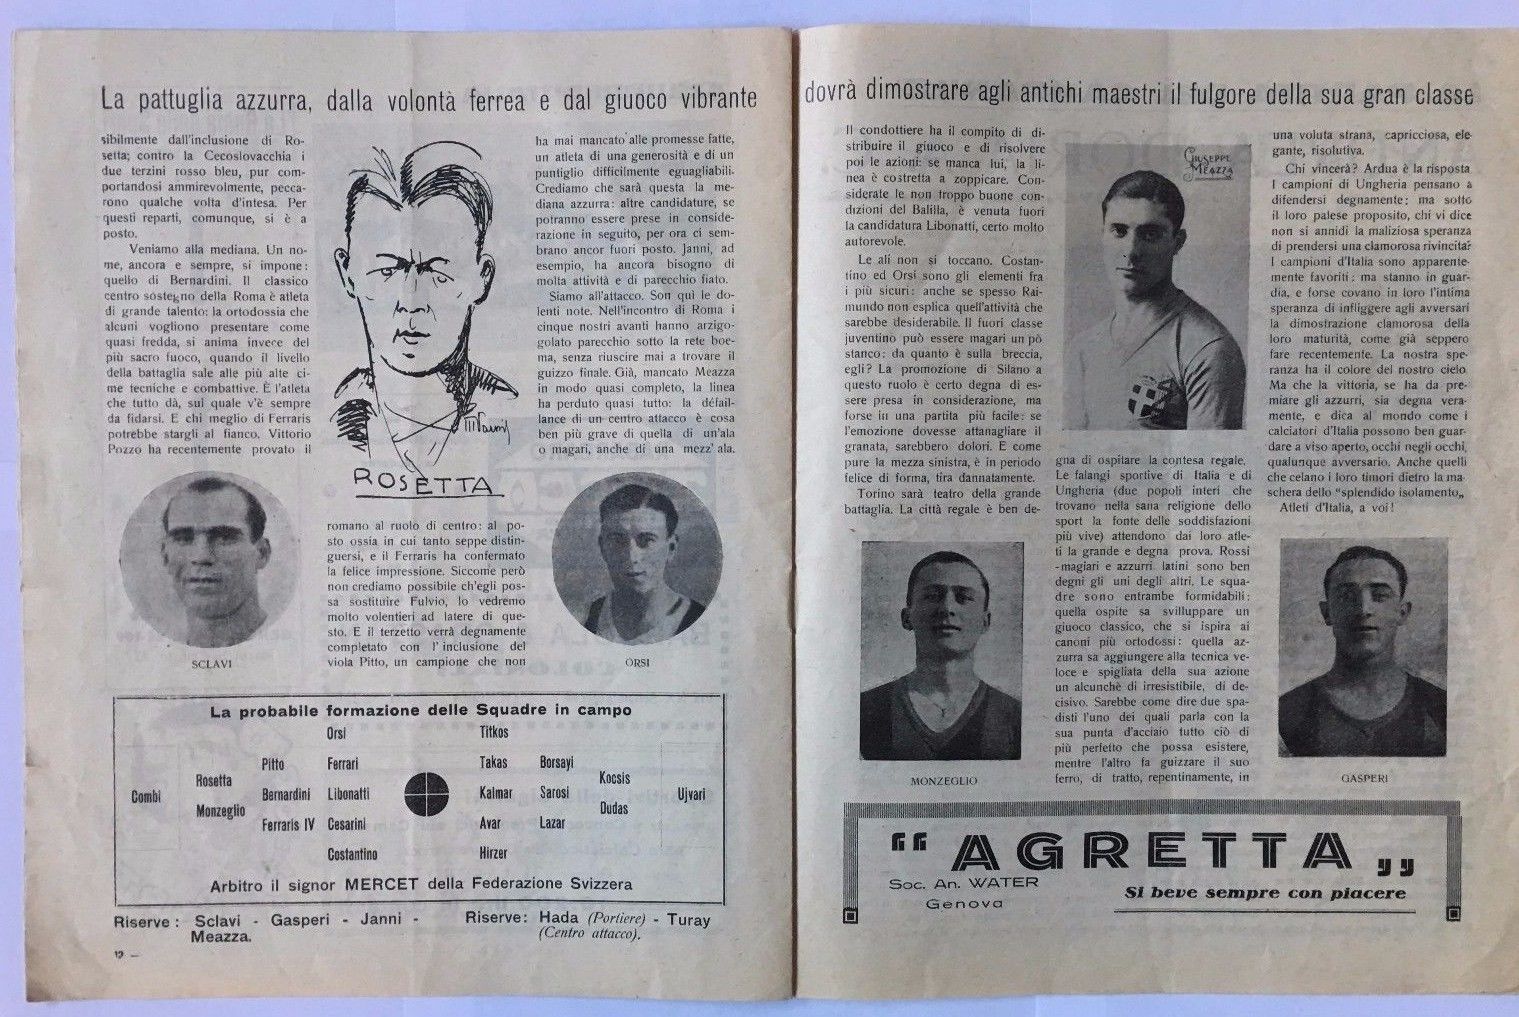 La pattuglia azzurra, dalla volontà ferrea e dal giuoco vibrante
dovrà dimostrare agli antichi maestri il fulgore della sua gran classe
sibilmente dall'inclusione di Ro-
setta; contro la Cecoslovacchia i
due terzini rosso bleu, pur com-
portandosi ammirevolmente, pecca-
rono qualche volta d'intesa. Per
questi reparti, comunque, si è a
posto.
Veniamo alla mediana. Un no-
me, ancora e sempre, si impone:
quello di Bernardini. Il classico
centro sostegno della Roma è atleta
di grande talento: la ortodossia che
alcuni vogliono presentare come
quasi fredda, si anima invece del
più sacro fuoco, quando il livello
della battaglia sale alle più alte ci-
me tecniche e combattive. È l'atleta
che tutto dà, sul quale v'è sempre
da fidarsi. E chi meglio di Ferraris
potrebbe stargli al fianco. Vittorio
Pozzo ha recentemente provato il
ROSETTA
SCLAVI
romano al ruolo di centro: al po-
sto ossia in cui tanto seppe distin-
guersi, e il Ferraris ha confermato
la felice impressione. Siccome però
non crediamo possibile ch'egli pos-
sa sostituire Fulvio, lo vedremo
molto volentieri ad latere di que-
sto. E il terzetto verrà degnamente
completato con l'inclusione del
viola Pitto, un campione che non
ha mai mancato alle promesse fatte,
un atleta di una generosità e di un
puntiglio difficilmente eguagliabili.
Crediamo che sarà questa la me-
diana azzurra: altre candidature, se
potranno essere prese in conside-
razione in seguito, per ora ci sem-
brano ancor fuori posto. Janni, ad
esempio, ha ancora bisogno di
molta attività e di parecchio fiato.
Siamo all'attacco. Son qui le do-
lenti note. Nell'incontro di Roma i
cinque nostri avanti hanno arzigo-
golato parecchio sotto la rete boe-
ma, senza riuscire mai a trovare il
guizzo finale. Già, mancato Meazza
in modo quasi completo, la linea
ha perduto quasi tutto: la défail-
lance di un centro attacco è cosa
ben più grave di quella di un'ala
o magari, anche di una mezz' ala.
ORSI
La probabile formazione delle Squadre in campo
Orsi Titkos
Pitto Ferrari Takas Borsayi
Rosetta Kocsis
Combi Bernardini Libonatti Kalmar Sarosi Ujvari
Monzeglio Dudas
Ferraris IV Cesarini Avar Lazar
Costantino Hirzer
Arbitro il signor MERCET della Federazione Svizzera
Riserve: Sclavi - Gasperi - Janni -
Meazza.
Riserve: Hada (Portiere) - Turay
(Centro attacco).
12 —
Il condottiere ha il compito di di-
stribuire il giuoco e di risolvere
poi le azioni: se manca lui, la li-
nea è costretta a zoppicare. Con-
siderate le non troppo buone con-
dizioni del Balilla, è venuta fuori
la candidatura Libonatti, certo molto
autorevole.
Le ali non si toccano. Costan-
tino ed Orsi sono gli elementi fra
i più sicuri: anche se spesso Rai-
mundo non esplica quell'attività che
sarebbe desiderabile. Il fuori classe
juventino può essere magari un pò
stanco: da quanto è sulla breccia,
egli? La promozione di Silano a
questo ruolo è certo degna di es-
sere presa in considerazione, ma
forse in una partita più facile: se
l'emozione dovesse attanagliare il
granata, sarebbero dolori. E come
pure la mezza sinistra, è in periodo
felice di forma, tira dannatamente.
Torino sarà teatro della grande
battaglia. La città regale è ben de-
MONZEGLIO
GIUSEPPE
MEAZZA
gna di ospitare la contesa regale.
Le falangi sportive di Italia e di
Ungheria (due popoli interi che
trovano nella sana religione dello
sport la fonte delle soddisfazioni
più vive) attendono dai loro atle-
ti la grande e degna prova. Rossi
-magiari e azzurri latini sono ben
degni gli uni degli altri. Le squa-
dre sono entrambe formidabili:
quella ospite sa svilluppare un
giuoco classico, che si ispira ai
canoni più ortodossi: quella az-
zurra sa aggiungere alla tecnica ve-
loce e spigliata della sua azione
un alcunchè di irresistibile, di de-
cisivo. Sarebbe come dire due spa-
disti l'uno dei quali parla con la
sua punta d'acciaio tutto ciò di
più perfetto che possa esistere,
mentre l'altro fa guizzare il suo
ferro, di tratto, repentinamente, in
una voluta strana, capricciosa, ele-
gante, risolutiva.
Chi vincerà? Ardua è la risposta
I campioni di Ungheria pensano a
difendersi degnamente: ma sotto
il loro palese proposito, chi vi dice
non si annidi la maliziosa speranza
di prendersi una clamorosa rivincita?
I campioni d'Italia sono apparente-
mente favoriti: ma stanno in guar-
dia, e forse covano in loro l'intima
speranza di infliggere agli avversari
la dimostrazione clamorosa della
loro maturità, come già seppero
fare recentemente. La nostra spe-
ranza ha il colore del nostro cielo
Ma che la vittoria, se ha da pre-
miare gli azzurri, sia degna vera-
mente, e dica al mondo come i
calciatori d'Italia possono ben guar-
dare a viso aperto, occhi negli occhi,
qualunque avversario. Anche quelli
che celano i loro timori dietro la ma-
schera dello "splendido isolamento„
Atleti d'Italia, a voi!
GASPERI
"AGRETTA„
Soc. An. WATER
Genova
Si beve sempre con piacere